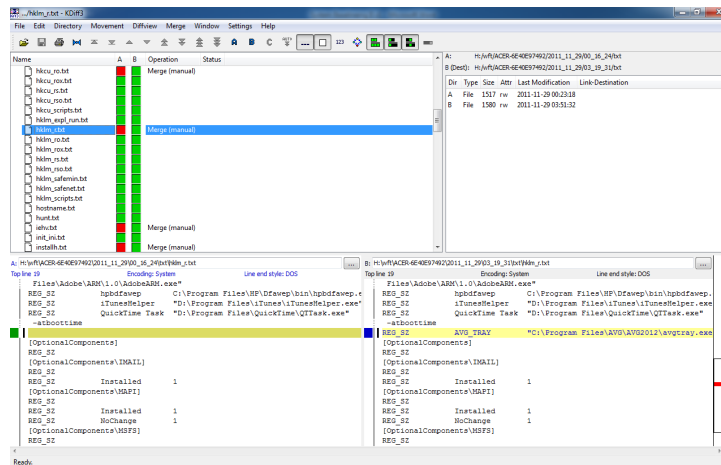 .../hklm_r.txt - KDiff3
File Edit Directory Movement Diffview Merge Window Settings Help
A B C AUTO 123
Name A B Operation Status
hkcu_ro.txt Merge (manual)
hkcu_rox.txt
hkcu_rs.txt
hkcu_rso.txt
hkcu_scripts.txt
hklm_expl_run.txt
hklm_r.txt Merge (manual)
hklm_ro.txt
hklm_rox.txt
hklm_rs.txt
hklm_rso.txt
hklm_safemin.txt
hklm_safenet.txt
hklm_scripts.txt
hostname.txt
hunt.txt
iehv.txt Merge (manual)
init_ini.txt
installh.txt Merge (manual)
A: H:/wft/ACER-6E40E97492/2011_11_29/00_16_24/txt
B (Dest): H:/wft/ACER-6E40E97492/2011_11_29/03_19_31/txt
Dir Type Size Attr Last Modification Link-Destination
A File 1517 rw 2011-11-29 00:23:18
B File 1580 rw 2011-11-29 03:51:32
A: H:\wft\ACER-6E40E97492\2011_11_29\00_16_24\txt\hklm_r.txt ...
Top line 19 Encoding: System Line end style: DOS
Files\Adobe\ARM\1.0\AdobeARM.exe"
REG_SZ hpbdfawep C:\Program Files\HP\Dfawep\bin\hpbdfawep.e
REG_SZ iTunesHelper "D:\Program Files\iTunes\iTunesHelper.exe"
REG_SZ QuickTime Task "D:\Program Files\QuickTime\QTTask.exe"
-atboottime
[OptionalComponents]
REG_SZ
[OptionalComponents\IMAIL]
REG_SZ
REG_SZ Installed 1
[OptionalComponents\MAPI]
REG_SZ
REG_SZ Installed 1
REG_SZ NoChange 1
[OptionalComponents\MSFS]
REG_SZ
B: H:\wft\ACER-6E40E97492\2011_11_29\03_19_31\txt\hklm_r.txt ...
Top line 19 Encoding: System Line end style: DOS
Files\Adobe\ARM\1.0\AdobeARM.exe"
REG_SZ hpbdfawep C:\Program Files\HP\Dfawep\bin\hpbdfawep.
REG_SZ iTunesHelper "D:\Program Files\iTunes\iTunesHelper.exe
REG_SZ QuickTime Task "D:\Program Files\QuickTime\QTTask.exe"
-atboottime
REG_SZ AVG_TRAY "C:\Program Files\AVG\AVG2012\avgtray.exe
[OptionalComponents]
REG_SZ
[OptionalComponents\IMAIL]
REG_SZ
REG_SZ Installed 1
[OptionalComponents\MAPI]
REG_SZ
REG_SZ Installed 1
REG_SZ NoChange 1
[OptionalComponents\MSFS]
REG_SZ
Ready.